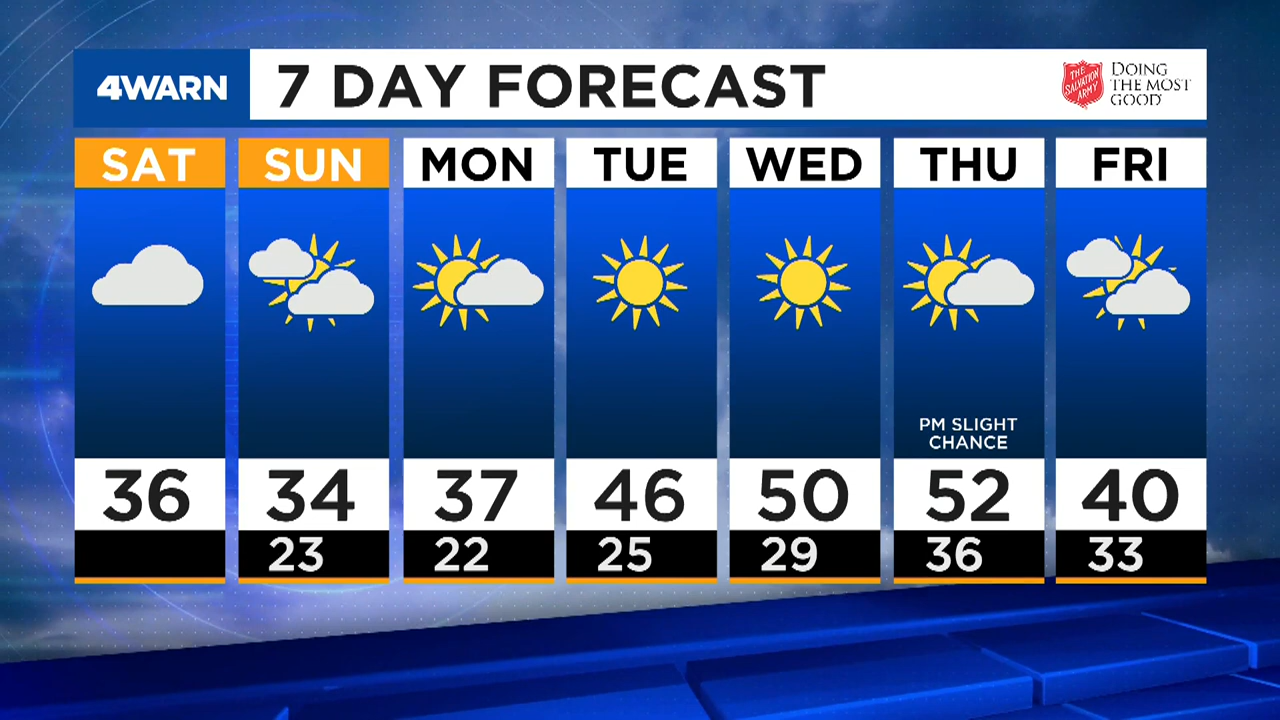 4WARN
7 DAY FORECAST
THE
SALVATION
ARMY
DOING
THE MOST
GOOD
SAT SUN MON TUE WED THU FRI
PM SLIGHT
CHANCE
36 34 37 46 50 52 40
23 22 25 29 36 33